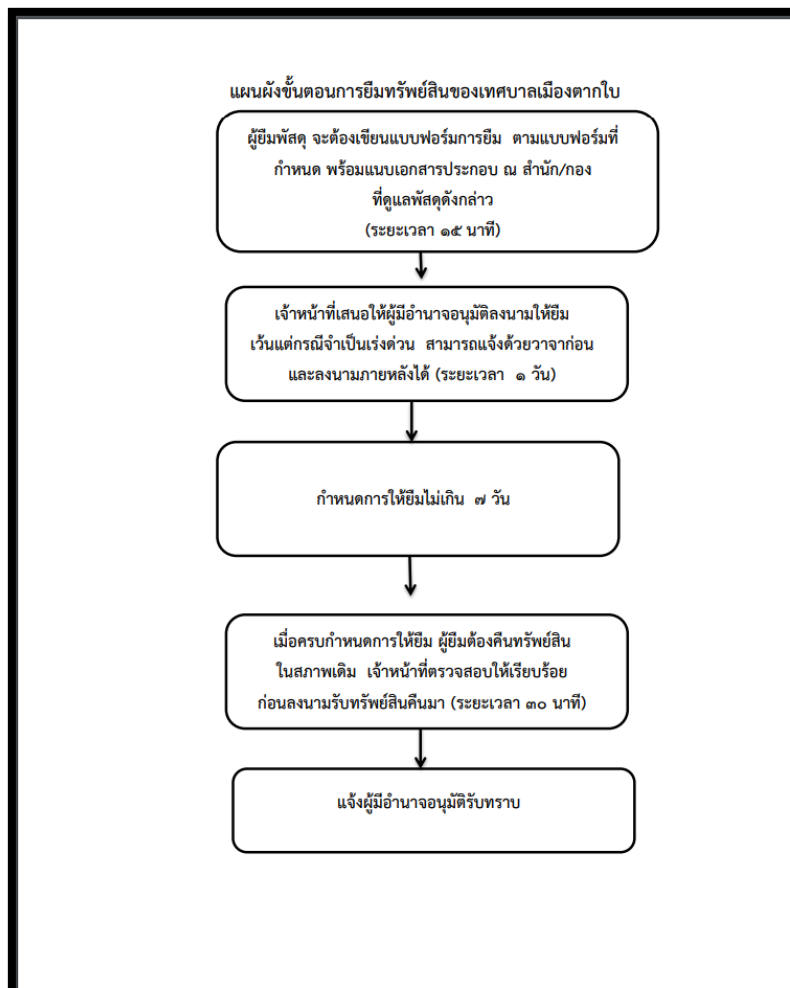 แผนผังขั้นตอนการยืมทรัพย์สินของเทศบาลเมืองตากใบ
ผู้ยืมพัสดุ จะต้องเขียนแบบฟอร์มการยืม ตามแบบฟอร์มที่
กำหนด พร้อมแนบเอกสารประกอบ ณ สำนัก/กอง
ที่ดูแลพัสดุดังกล่าว
(ระยะเวลา ๑๕ นาที)
เจ้าหน้าที่เสนอให้ผู้มีอำนาจอนุมัติลงนามให้ยืม
เว้นแต่กรณีจำเป็นเร่งด่วน สามารถแจ้งด้วยวาจาก่อน
และลงนามภายหลังได้ (ระยะเวลา ๑ วัน)
กำหนดการให้ยืมไม่เกิน ๗ วัน
เมื่อครบกำหนดการให้ยืม ผู้ยืมต้องคืนทรัพย์สิน
ในสภาพเดิม เจ้าหน้าที่ตรวจสอบให้เรียบร้อย
ก่อนลงนามรับทรัพย์สินคืนมา (ระยะเวลา ๓๐ นาที)
แจ้งผู้มีอำนาจอนุมัติรับทราบ